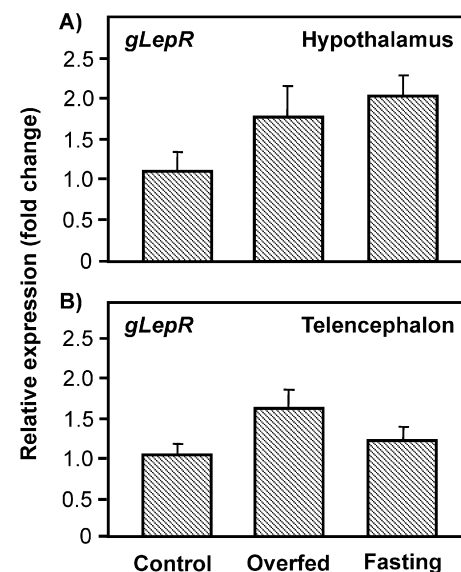 A)
gLepR Hypothalamus
2.5
2.0
1.5
1.0
0.5
0
B)
gLepR Telencephalon
2.5
2.0
1.5
1.0
0.5
0
Control Overfed Fasting
Relative expression (fold change)